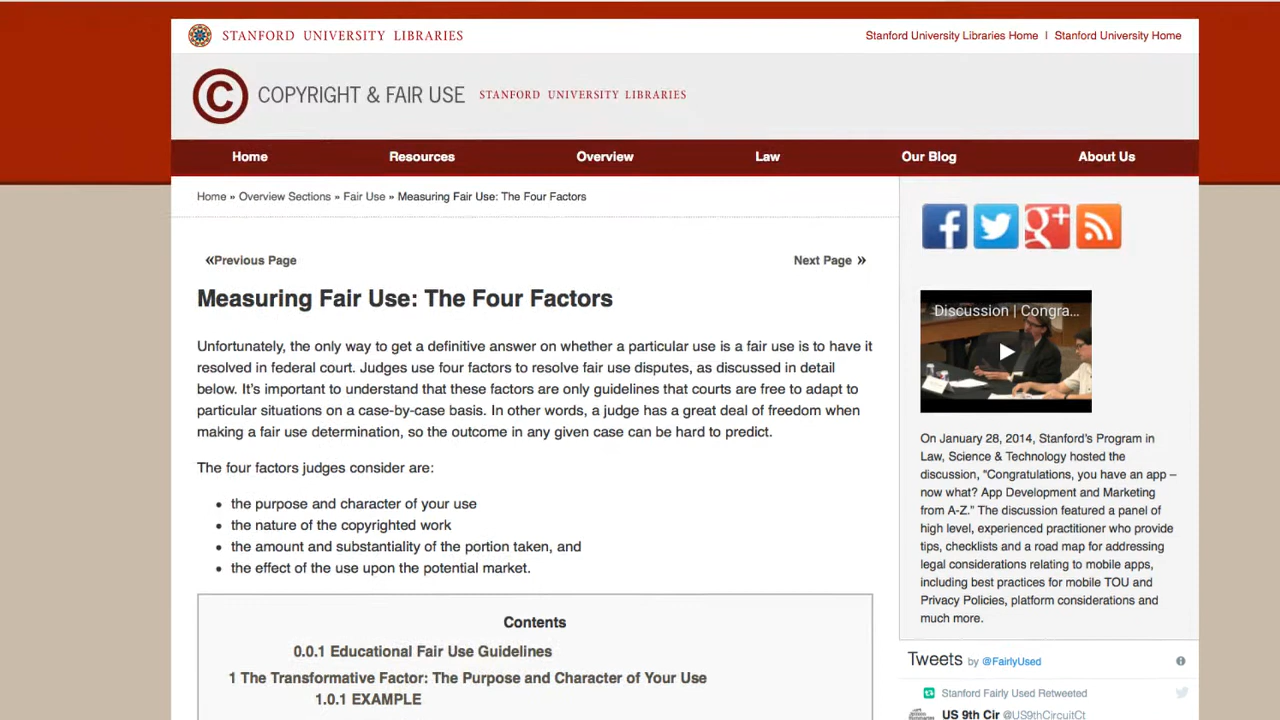 STANFORD UNIVERSITY LIBRARIES
Stanford University Libraries Home | Stanford University Home
© COPYRIGHT & FAIR USE STANFORD UNIVERSITY LIBRARIES
Home Resources Overview Law Our Blog About Us
Home » Overview Sections » Fair Use » Measuring Fair Use: The Four Factors
«Previous Page
Next Page »
Measuring Fair Use: The Four Factors
Unfortunately, the only way to get a definitive answer on whether a particular use is a fair use is to have it
resolved in federal court. Judges use four factors to resolve fair use disputes, as discussed in detail
below. It's important to understand that these factors are only guidelines that courts are free to adapt to
particular situations on a case-by-case basis. In other words, a judge has a great deal of freedom when
making a fair use determination, so the outcome in any given case can be hard to predict.
The four factors judges consider are:
• the purpose and character of your use
• the nature of the copyrighted work
• the amount and substantiality of the portion taken, and
• the effect of the use upon the potential market.
Contents
0.0.1 Educational Fair Use Guidelines
1 The Transformative Factor: The Purpose and Character of Your Use
1.0.1 EXAMPLE
Discussion | Congra...
On January 28, 2014, Stanford's Program in
Law, Science & Technology hosted the
discussion, "Congratulations, you have an app –
now what? App Development and Marketing
from A-Z." The discussion featured a panel of
high level, experienced practitioner who provide
tips, checklists and a road map for addressing
legal considerations relating to mobile apps,
including best practices for mobile TOU and
Privacy Policies, platform considerations and
much more.
Tweets by @FairlyUsed
Stanford Fairly Used Retweeted
US 9th Cir @US9thCircuitCt